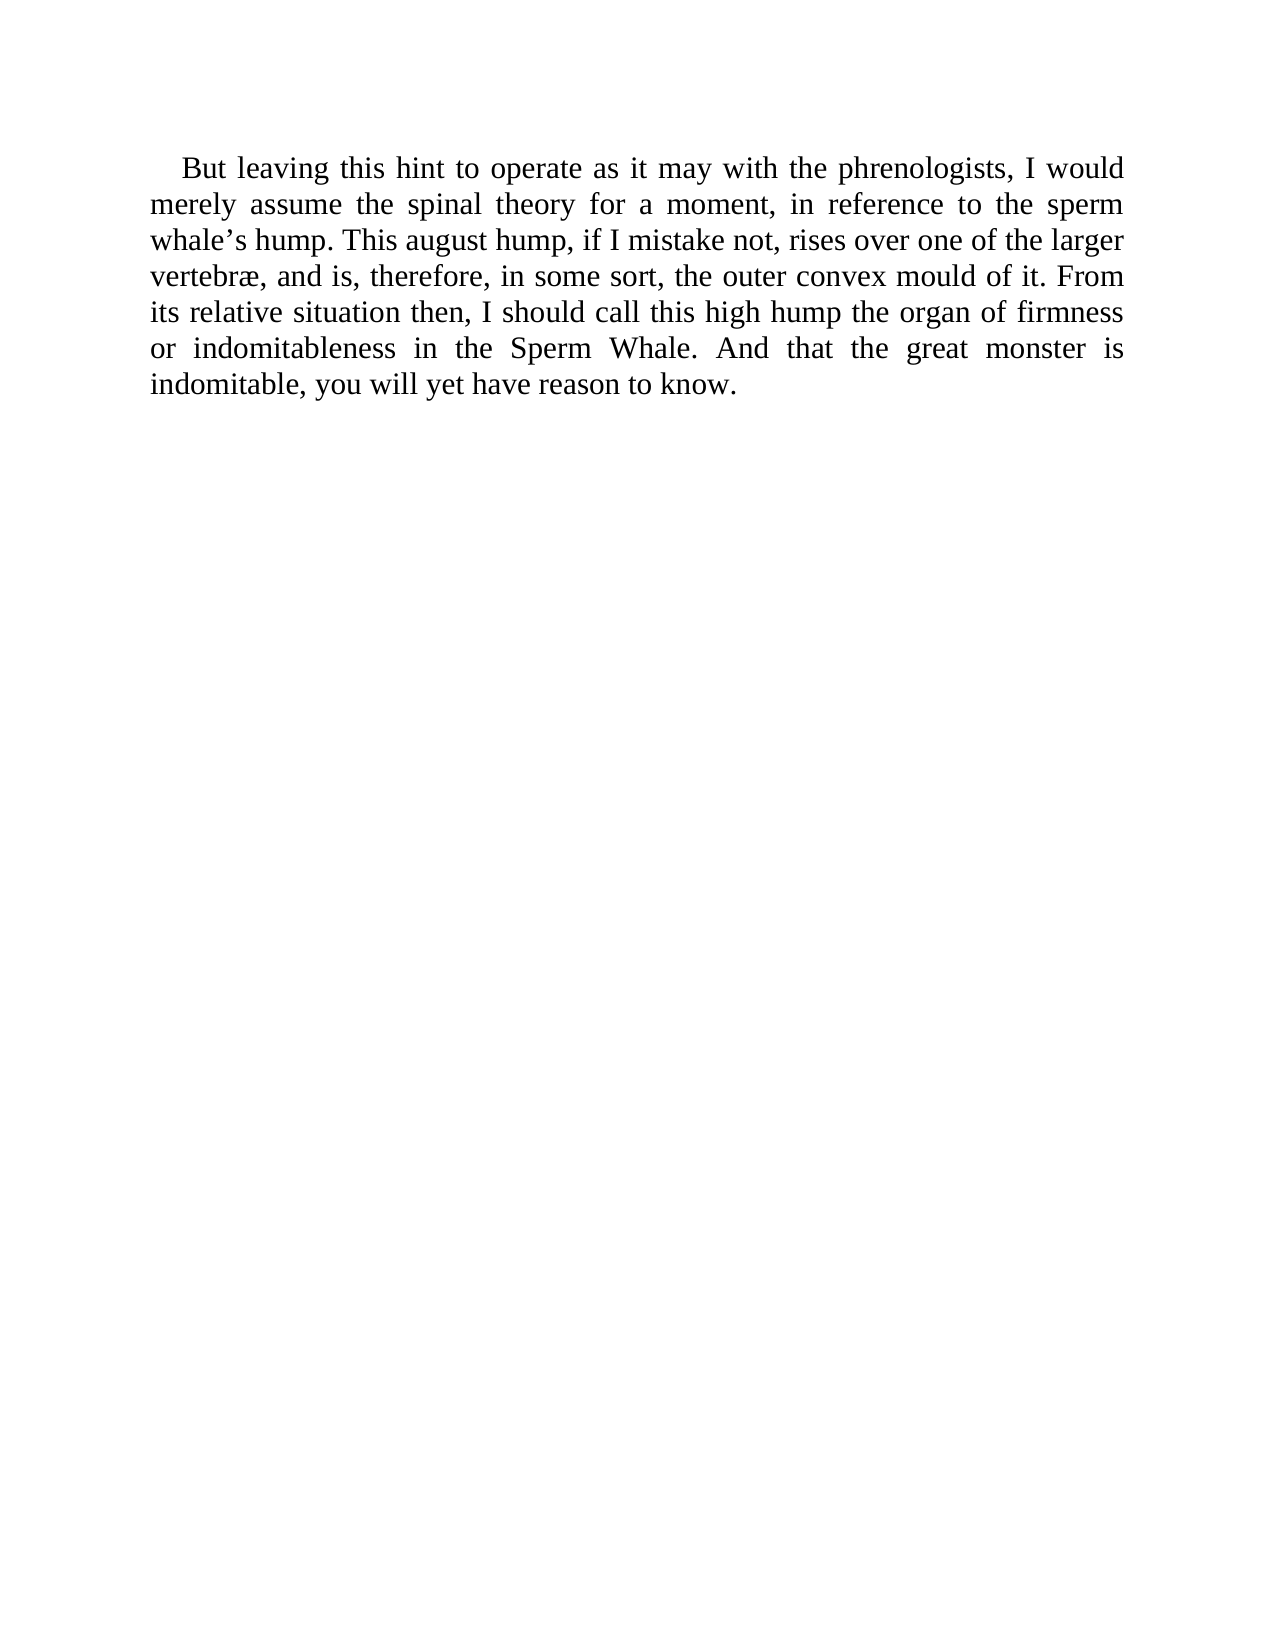 But leaving this hint to operate as it may with the phrenologists, I would
merely assume the spinal theory for a moment, in reference to the sperm
whale’s hump. This august hump, if I mistake not, rises over one of the larger
vertebræ, and is, therefore, in some sort, the outer convex mould of it. From
its relative situation then, I should call this high hump the organ of firmness
or indomitableness in the Sperm Whale. And that the great monster is
indomitable, you will yet have reason to know.